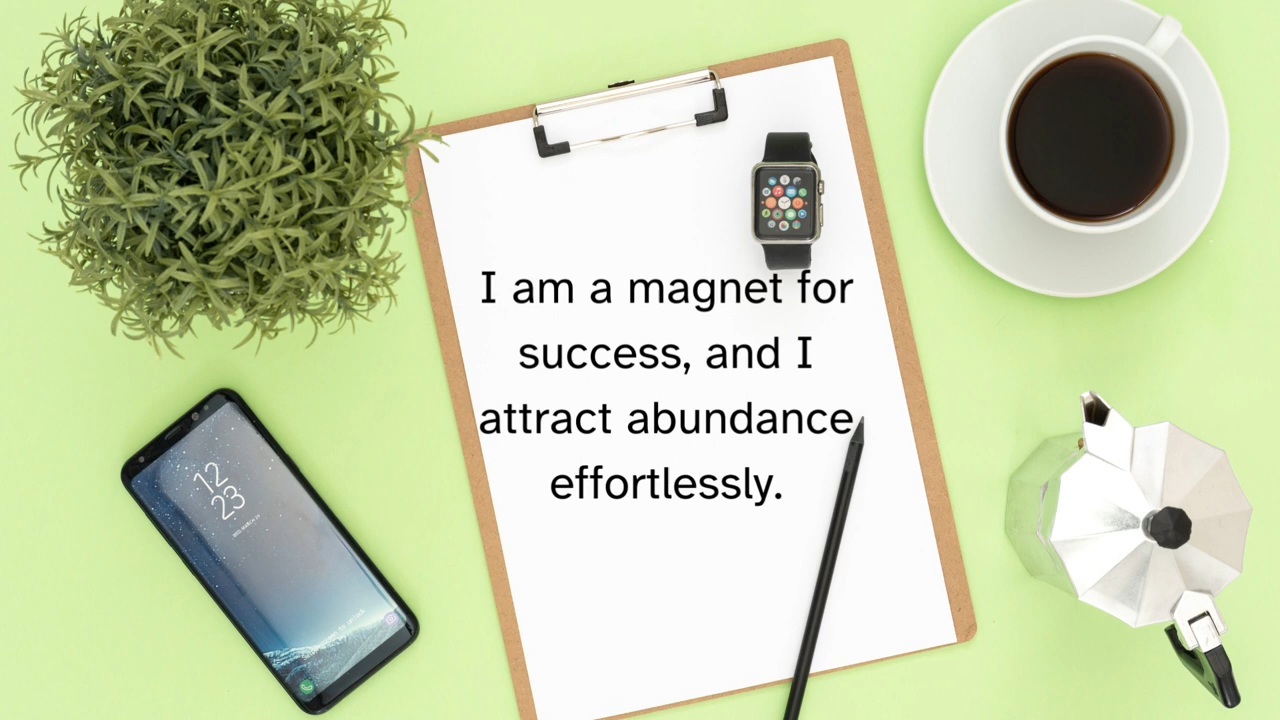 I am a magnet for
success, and I
attract abundance
effortlessly.
12
23